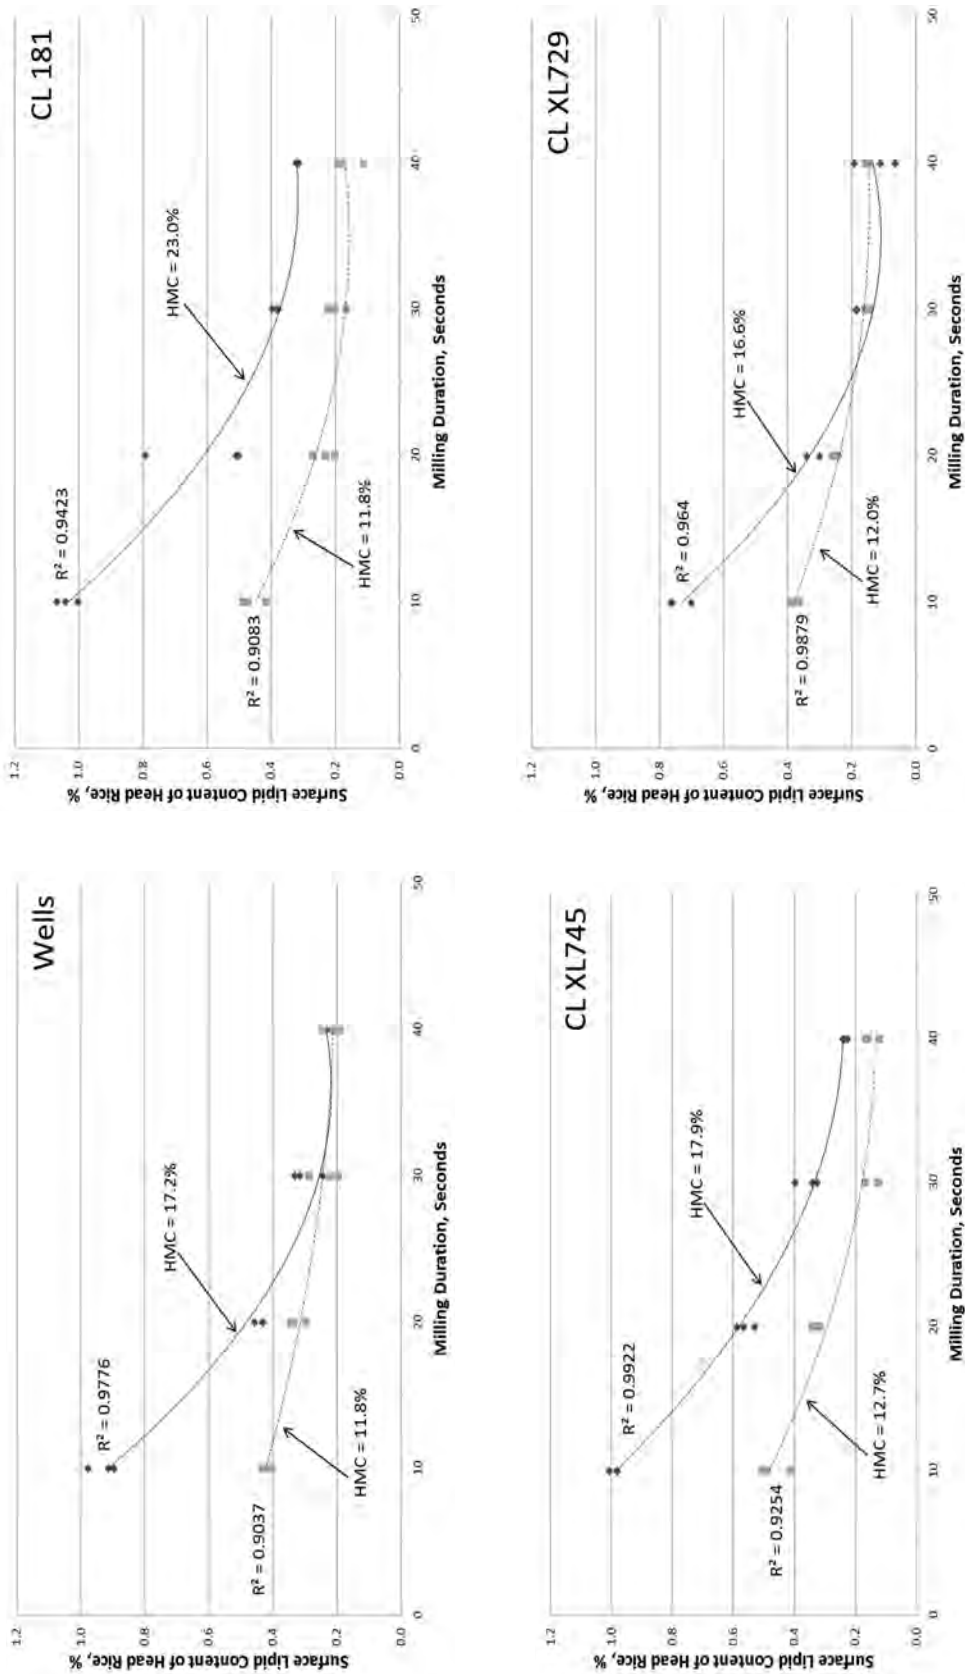 Wells
Surface Lipid Content of Head Rice, %
1.2
1.0
0.8
0.6
0.4
0.2
0.0
R² = 0.9776
HMC = 17.2%
R² = 0.9037
HMC = 11.8%
0
10
20
30
40
50
Milling Duration, Seconds
CL 181
Surface Lipid Content of Head Rice, %
1.2
1.0
0.8
0.6
0.4
0.2
0.0
R² = 0.9423
HMC = 23.0%
R² = 0.9083
HMC = 11.8%
0
10
20
30
40
50
Milling Duration, Seconds
CL XL745
Surface Lipid Content of Head Rice, %
1.2
1.0
0.8
0.6
0.4
0.2
0.0
R² = 0.9922
HMC = 17.9%
R² = 0.9254
HMC = 12.7%
0
10
20
30
40
50
Milling Duration, Seconds
CL XL729
Surface Lipid Content of Head Rice, %
1.2
1.0
0.8
0.6
0.4
0.2
0.0
R² = 0.964
HMC = 16.6%
R² = 0.9879
HMC = 12.0%
0
10
20
30
40
50
Milling Duration, Seconds